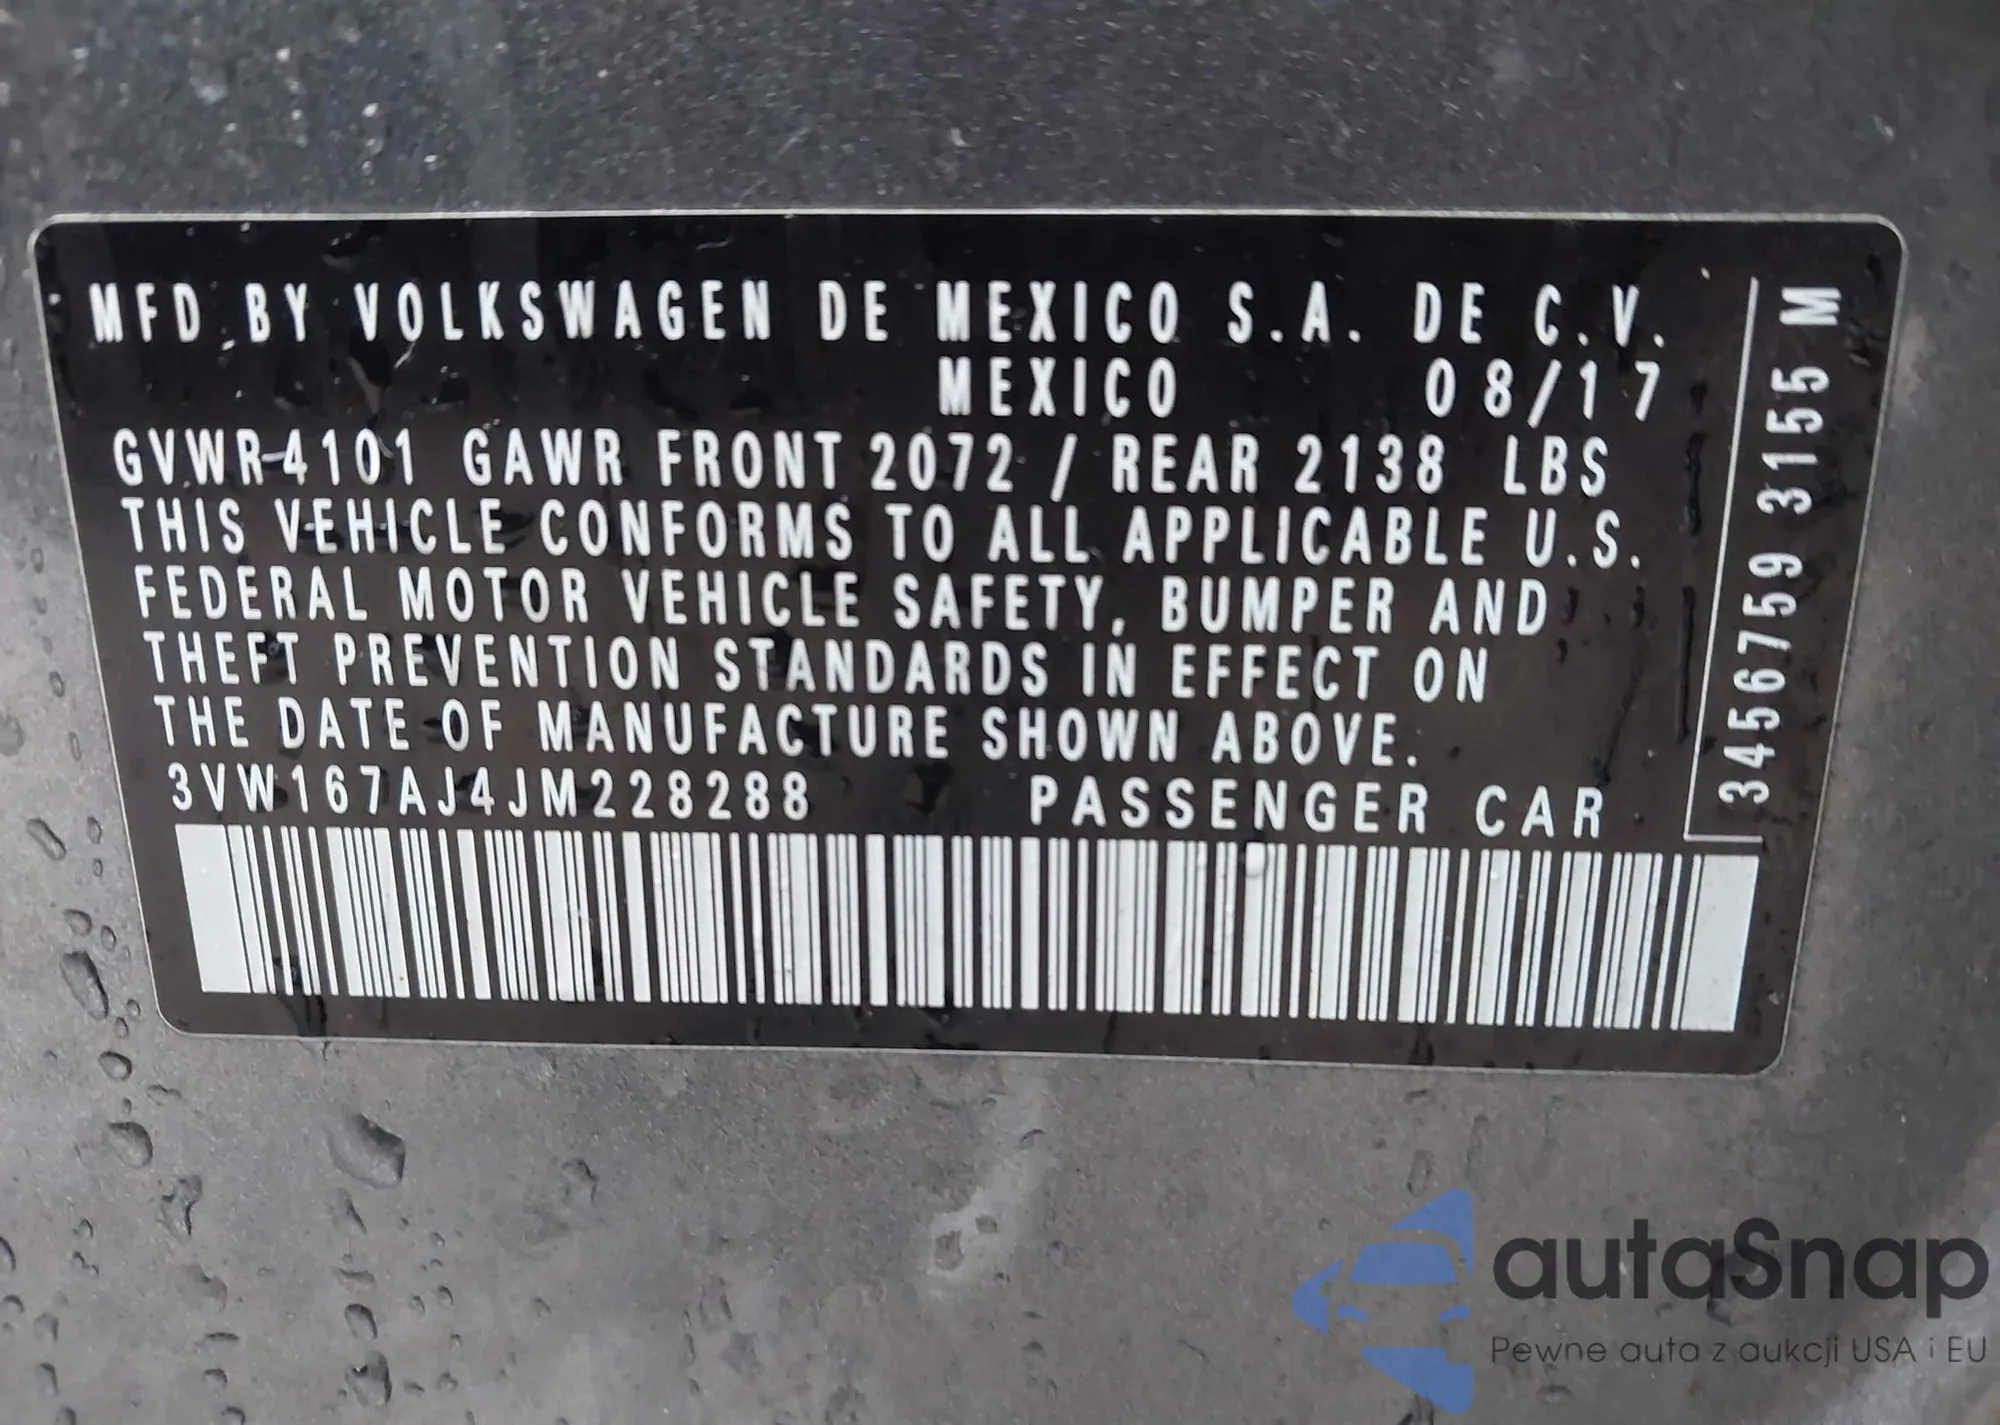 MFD BY VOLKSWAGEN DE MEXICO S.A. DE C.V.
MEXICO 08/17
GVWR 4101 GAWR FRONT 2072 / REAR 2138 LBS
THIS VEHICLE CONFORMS TO ALL APPLICABLE U.S.
FEDERAL MOTOR VEHICLE SAFETY, BUMPER AND
THEFT PREVENTION STANDARDS IN EFFECT ON
THE DATE OF MANUFACTURE SHOWN ABOVE.
3VW167AJ4JM228288 PASSENGER CAR
3456759 3155 M
autaSnap
Pewne auta z aukcji USA i EU